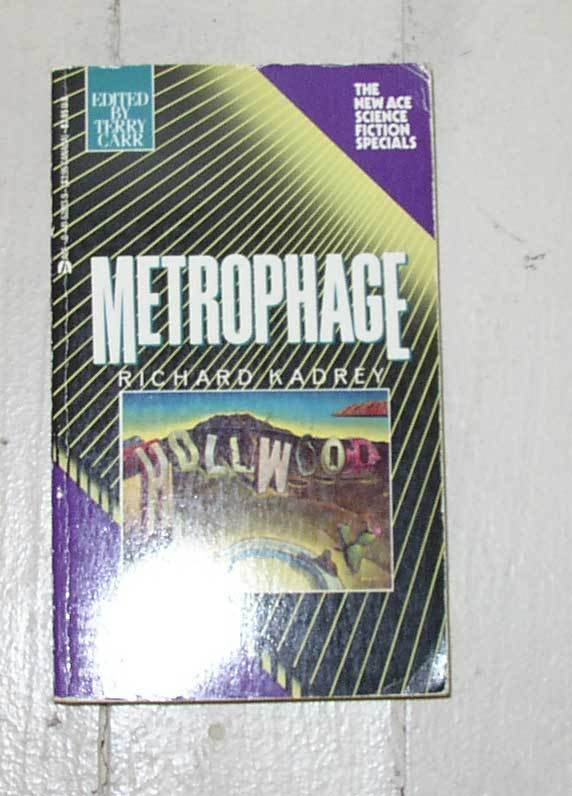 EDITED
BY
TERRY
CARR
THE
NEW ACE
SCIENCE
FICTION
SPECIALS
METROPHAGE
RICHARD KADREY
HOLLWOOD